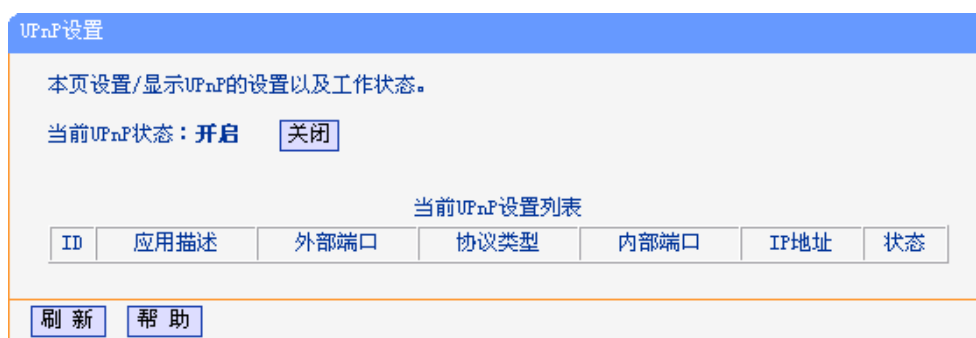 UPnP设置
本页设置/显示UPnP的设置以及工作状态。
当前UPnP状态：开启 关闭
当前UPnP设置列表
ID 应用描述 外部端口 协议类型 内部端口 IP地址 状态
刷 新 帮 助